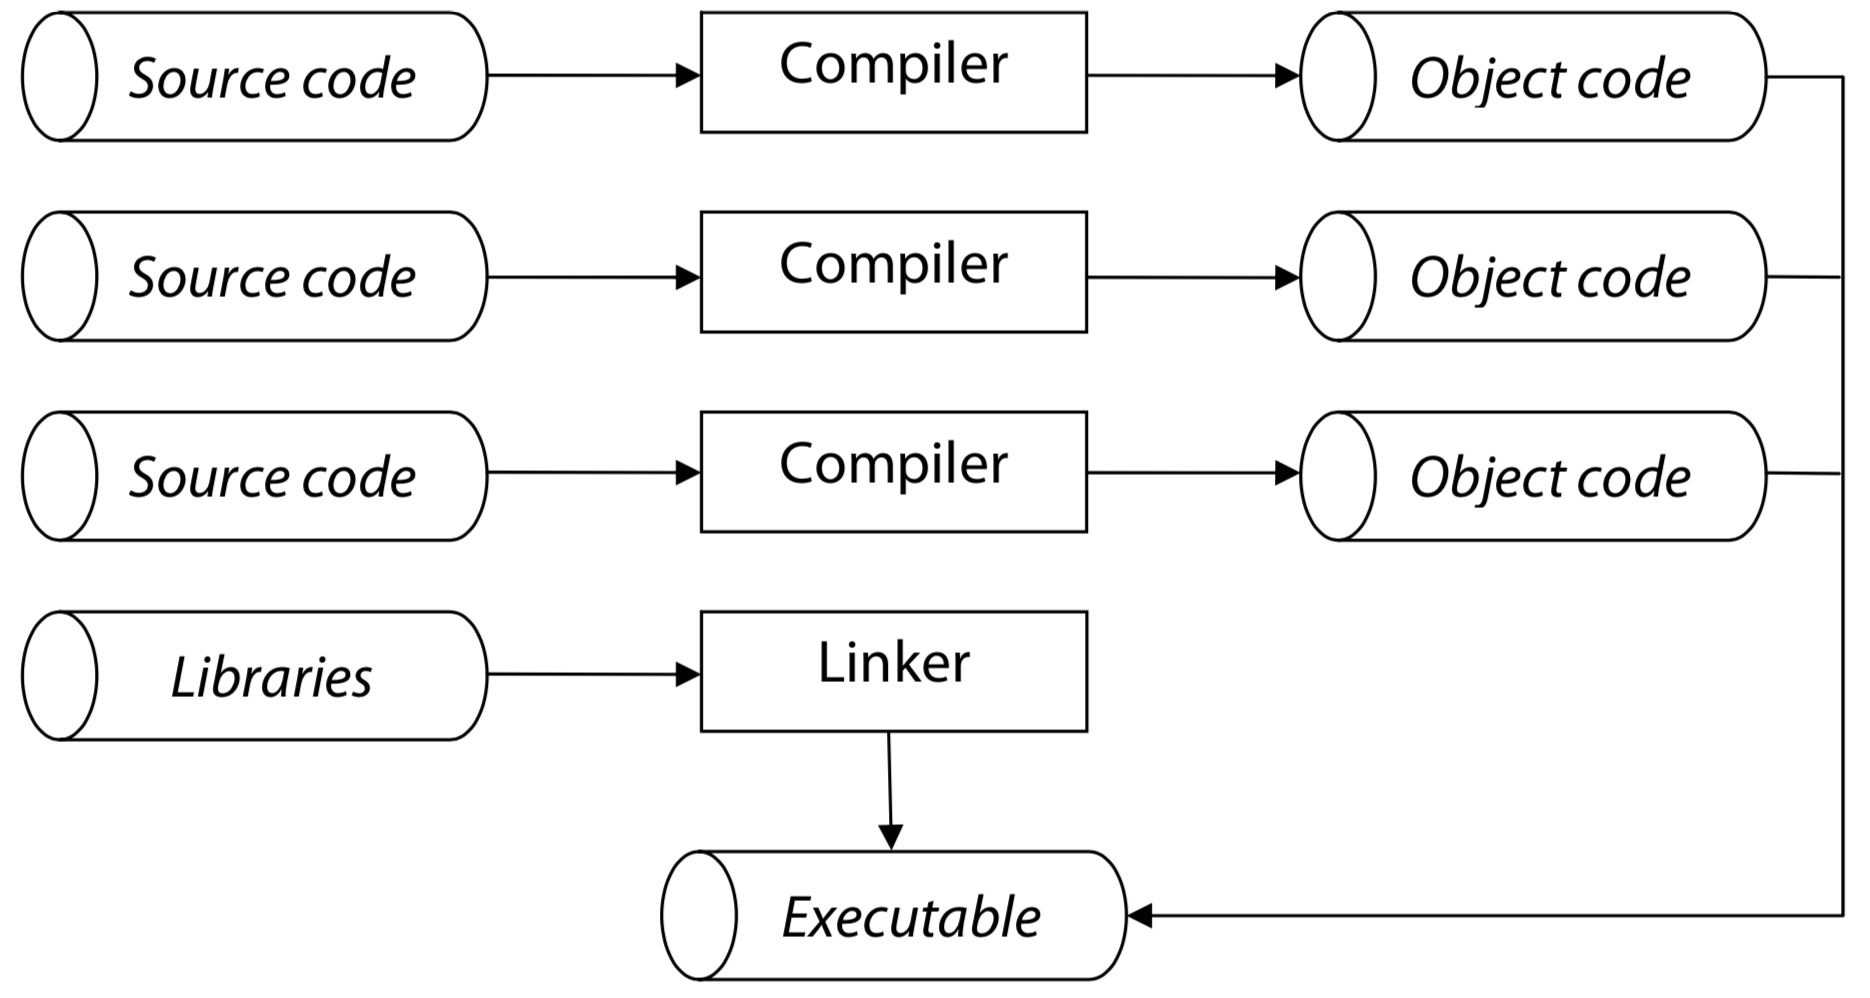 Source code
Compiler
Object code
Source code
Compiler
Object code
Source code
Compiler
Object code
Libraries
Linker
Executable